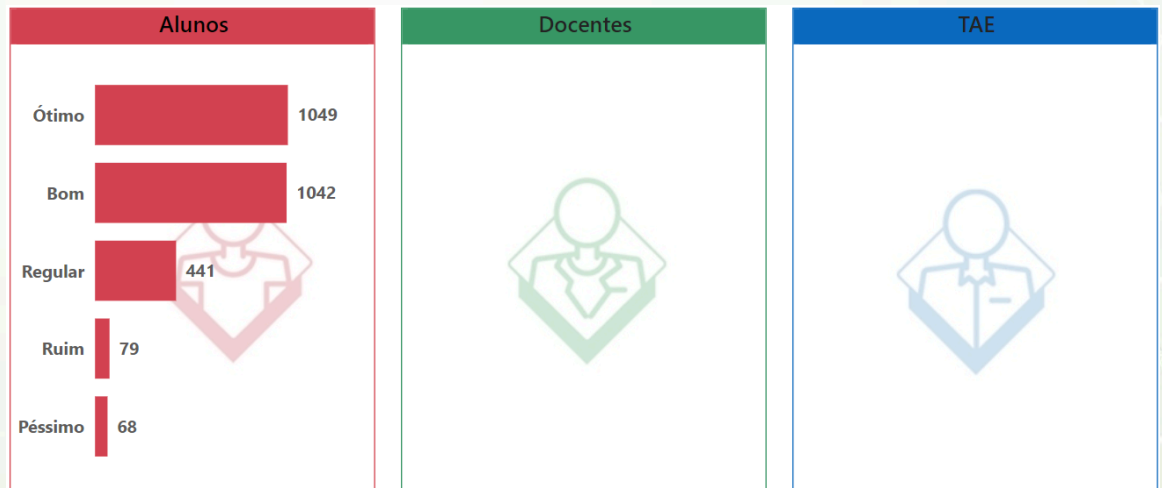 Alunos
Docentes
TAE
Ótimo 1049
Bom 1042
Regular 441
Ruim 79
Péssimo 68